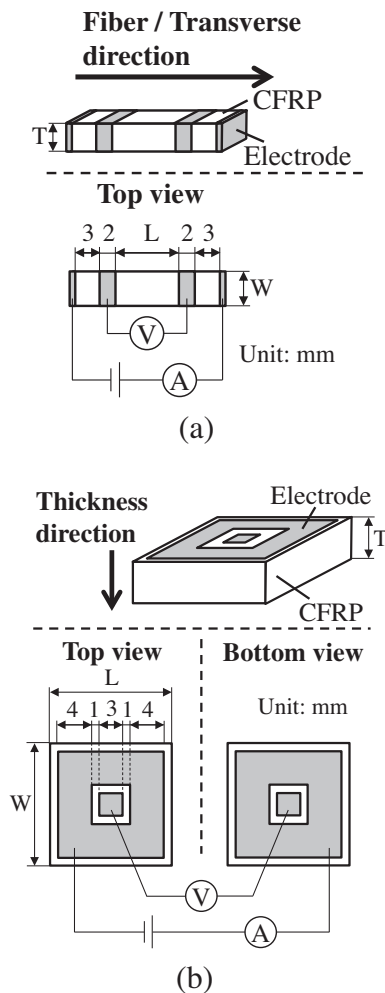 Fiber / Transverse
direction
CFRP
T
Electrode
Top view
3 2 L 2 3
W
V
Unit: mm
A
(a)
Thickness
direction
Electrode
T
CFRP
Top view
Bottom view
L
Unit: mm
4 1 3 1 4
W
V
A
(b)